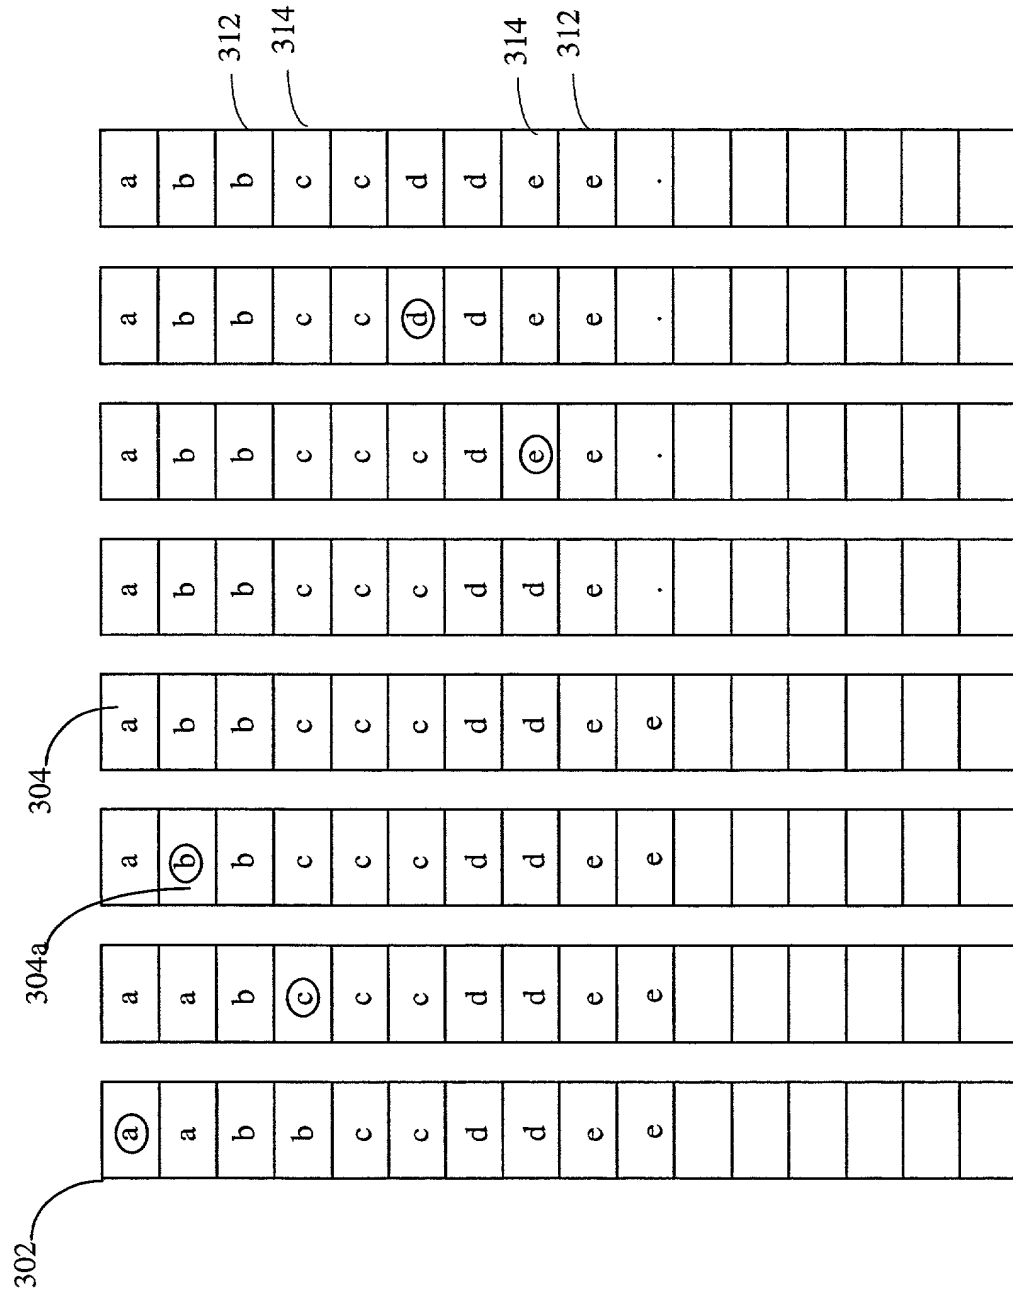 302
304a 304
a a a a a a a a
a a b b b b b b
b b b b b b b b 312
b c c c c c c c 314
c c c c c c c c
c c c c c c d d
d d d d d d d d
d d d d d e e e 314
e e e e e e e e 312
e e e e . . . .